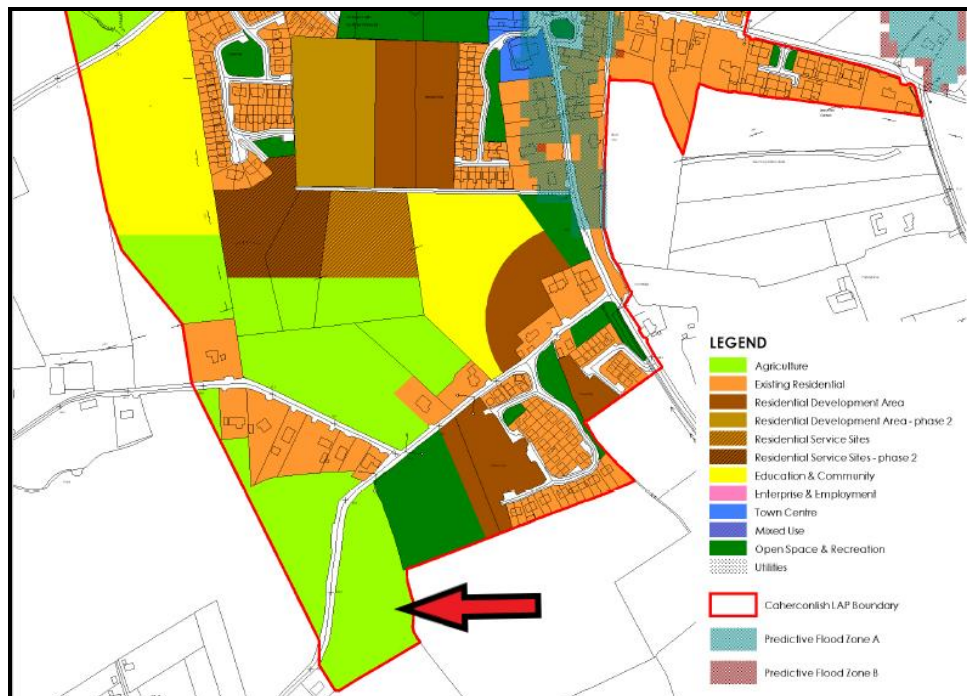 LEGEND
Agriculture
Existing Residential
Residential Development Area
Residential Development Area - phase 2
Residential Service Sites
Residential Service Sites - phase 2
Education & Community
Enterprise & Employment
Town Centre
Mixed Use
Open Space & Recreation
Utilities
Caherconlish LAP Boundary
Predictive Flood Zone A
Predictive Flood Zone B